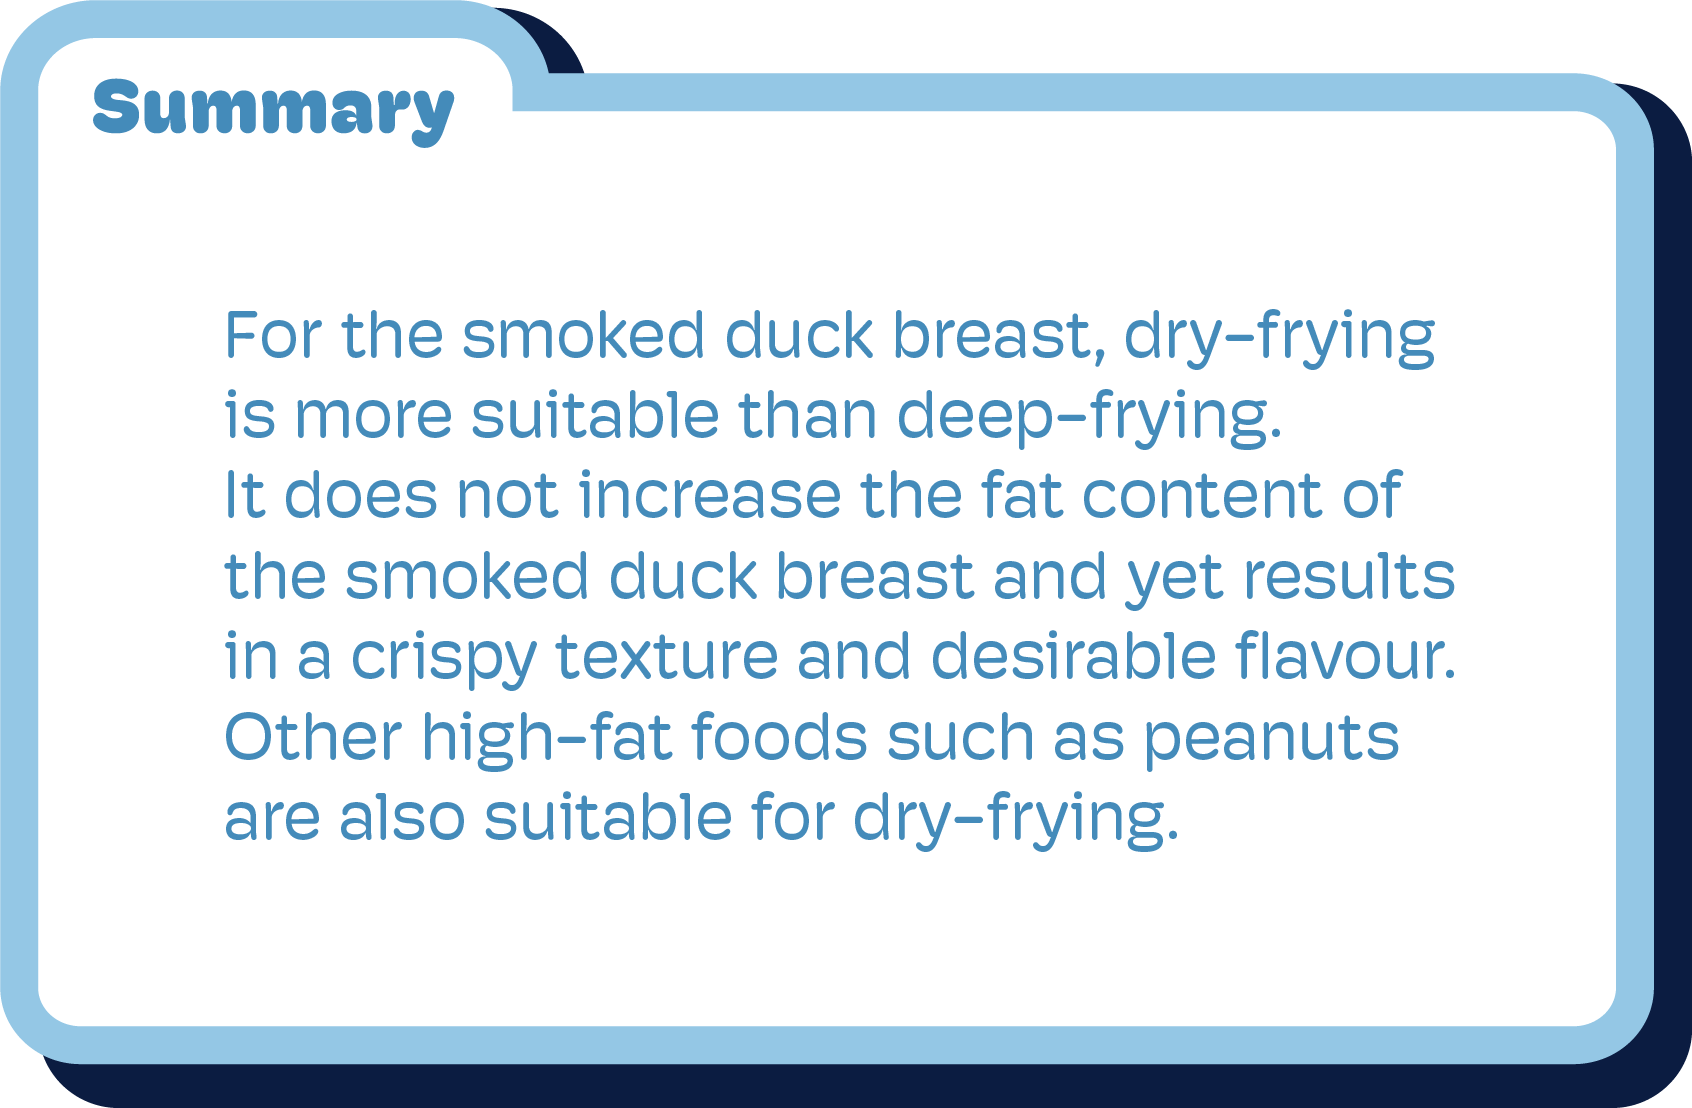 Summary
For the smoked duck breast, dry-frying
is more suitable than deep-frying.
It does not increase the fat content of
the smoked duck breast and yet results
in a crispy texture and desirable flavour.
Other high-fat foods such as peanuts
are also suitable for dry-frying.